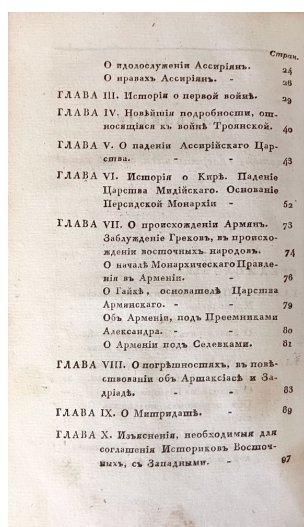 Стран.
О идолослуженіи Ассиріянъ. 24
О нравахъ Ассиріянъ. - 26
ГЛАВА III. Исторія о первой войнѣ. 29
ГЛАВА IV. Новѣйшія подробности, от-
носящіяся къ войнѣ Троянской. 40
ГЛАВА V. О паденіи Ассирійскаго Цар-
ства. - - 43
ГЛАВА VI. Исторія о Кирѣ. Паденіе
Царства Мидійскаго. Основаніе
Персидской Монархіи - 52
ГЛАВА VII. О происхожденіи Армянъ. 73
Заблужденіе Грековъ, въ происхо-
жденіи восточныхъ народовъ. 74
О началѣ Монархическаго Правле-
нія въ Арменіи. - 76
О Гайкѣ, основателѣ Царства
Армянскаго. - - 79
Объ Арменіи, подъ Преемниками
Александра. - - 80
О Арменіи подъ Селевками. 81
ГЛАВА VIII. О погрѣшностяхъ, въ повѣ-
ствованіи объ Артаксіасѣ и За-
дріадѣ. - - 83
ГЛАВА IX. О Митридатѣ. - 89
ГЛАВА X. Изъясненія, необходимыя для
соглашенія Историковъ Восточ-
ныхъ, съ Западными. - 97